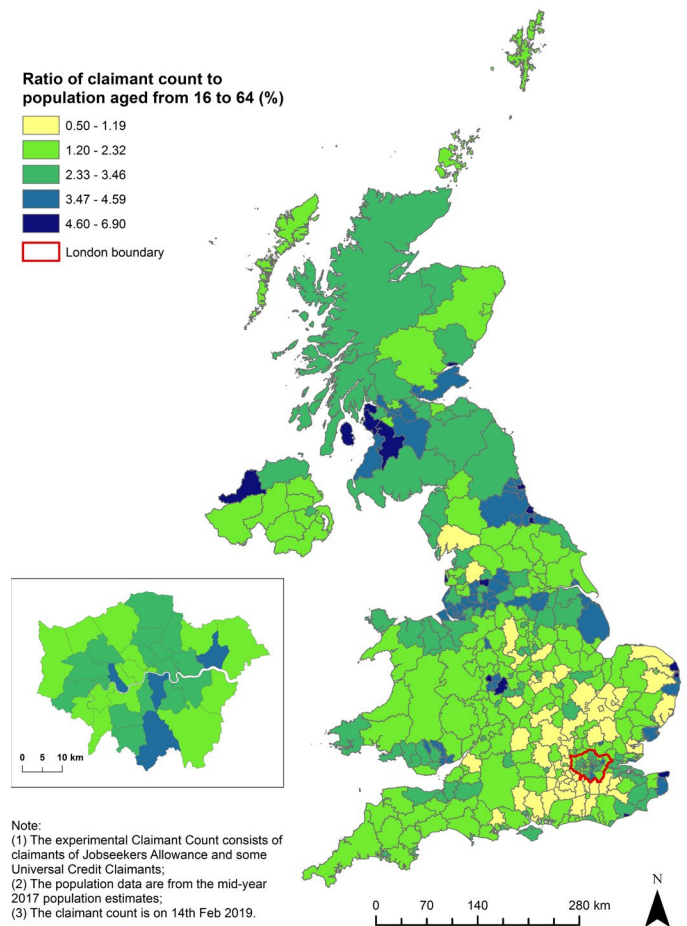 Ratio of claimant count to
population aged from 16 to 64 (%)
0.50 - 1.19
1.20 - 2.32
2.33 - 3.46
3.47 - 4.59
4.60 - 6.90
London boundary
0 5 10 km
Note:
(1) The experimental Claimant Count consists of
claimants of Jobseekers Allowance and some
Universal Credit Claimants;
(2) The population data are from the mid-year
2017 population estimates;
(3) The claimant count is on 14th Feb 2019.
N
0 70 140 280 km